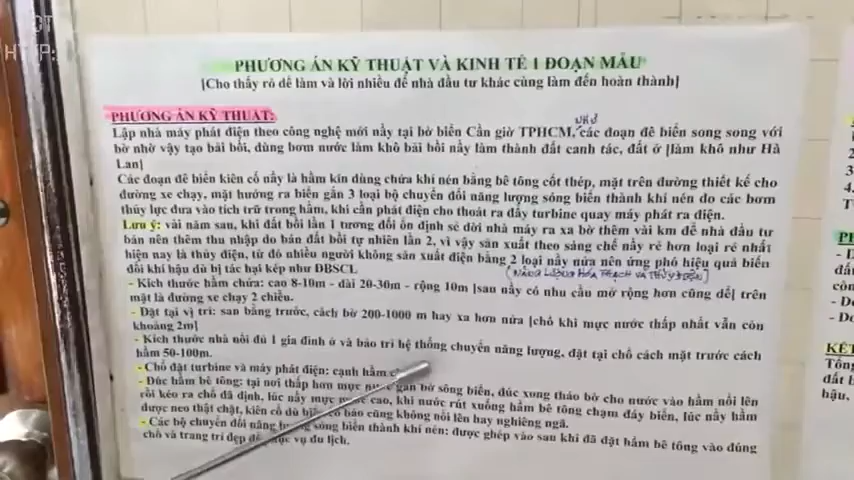 PHƯƠNG ÁN KỸ THUẬT VÀ KINH TẾ 1 ĐOẠN MẪU
[Cho thấy rõ dễ làm và lời nhiều để nhà đầu tư khác cùng làm đến hoàn thành]
PHƯƠNG ÁN KỸ THUẬT:
Lập nhà máy phát điện theo công nghệ mới nầy tại bờ biển Cần giờ TPHCM, các đoạn đê biển song song với
bờ nhờ vậy tạo bãi bồi, dùng bơm nước làm khô bãi bồi nầy làm thành đất canh tác, đất ở [làm khô như Hà
Lan]
Các đoạn đê biển kiên cố nầy là hầm kín dùng chứa khí nén bằng bê tông cốt thép, mặt trên đường thiết kế cho
đường xe chạy, mặt hướng ra biển gắn 3 loại bộ chuyển đổi năng lượng sóng biển thành khí nén do các bơm
thủy lực đưa vào tích trữ trong hầm, khi cần phát điện cho thoát ra đẩy turbine quay máy phát ra điện.
Lưu ý: vài năm sau, khi đất bồi lần 1 tương đối ổn định sẽ dời nhà máy ra xa bờ thêm vài km để nhà đầu tư
bán nên thêm thu nhập do bán đất bồi tự nhiên lần 2, vì vậy sản xuất theo sáng chế nầy rẻ hơn loại rẻ nhất
hiện nay là thủy điện, từ đó nhiều người không sản xuất điện bằng 2 loại nầy nữa nên ứng phó hiệu quả biến
đổi khí hậu dù bị tác hại kép như ĐBSCL
(NĂNG LƯỢNG HÓA THẠCH VÀ THỦY ĐIỆN)
- Kích thước hầm chứa: cao 8-10m - dài 20-30m - rộng 10m [sau nầy có nhu cầu mở rộng hơn cũng dễ] trên
mặt là đường xe chạy 2 chiều.
- Đặt tại vị trí: san bằng trước, cách bờ 200-1000 m hay xa hơn nữa [chỗ khi mực nước thấp nhất vẫn còn
khoảng 2m]
- Kích thước nhà nổi đủ 1 gia đình ở và bảo trì hệ thống chuyển năng lượng, đặt tại chỗ cách mặt trước cách
hầm 50-100m.
- Chỗ đặt turbine và máy phát điện: cạnh hầm
- Đúc hầm bê tông: tại nơi thấp hơn mực nước gần bờ sông biển, đúc xong tháo bờ cho nước vào hầm nổi lên
rồi kéo ra chỗ đã định, lúc nầy mực nước cao, khi nước rút xuống hầm bê tông chạm đáy biển, lúc nầy hầm
được neo thật chặt, kiên cố dù có bão cũng không nổi lên hay nghiêng ngã.
- Các bộ chuyển đổi năng lượng sóng biển thành khí nén: được ghép vào sau khi đã đặt hầm bê tông vào đúng
chỗ và trang trí đẹp để phục vụ du lịch.